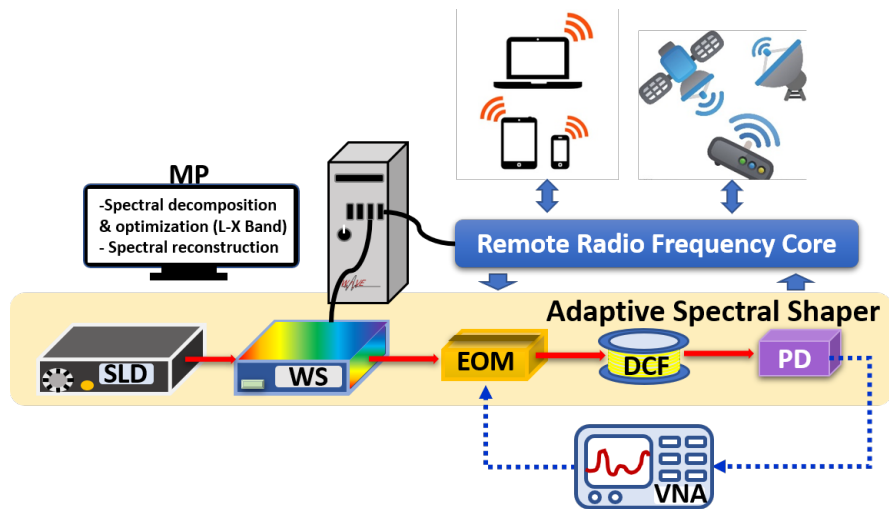 MP
-Spectral decomposition
& optimization (L-X Band)
- Spectral reconstruction
Remote Radio Frequency Core
Adaptive Spectral Shaper
SLD
WS
EOM
DCF
PD
VNA